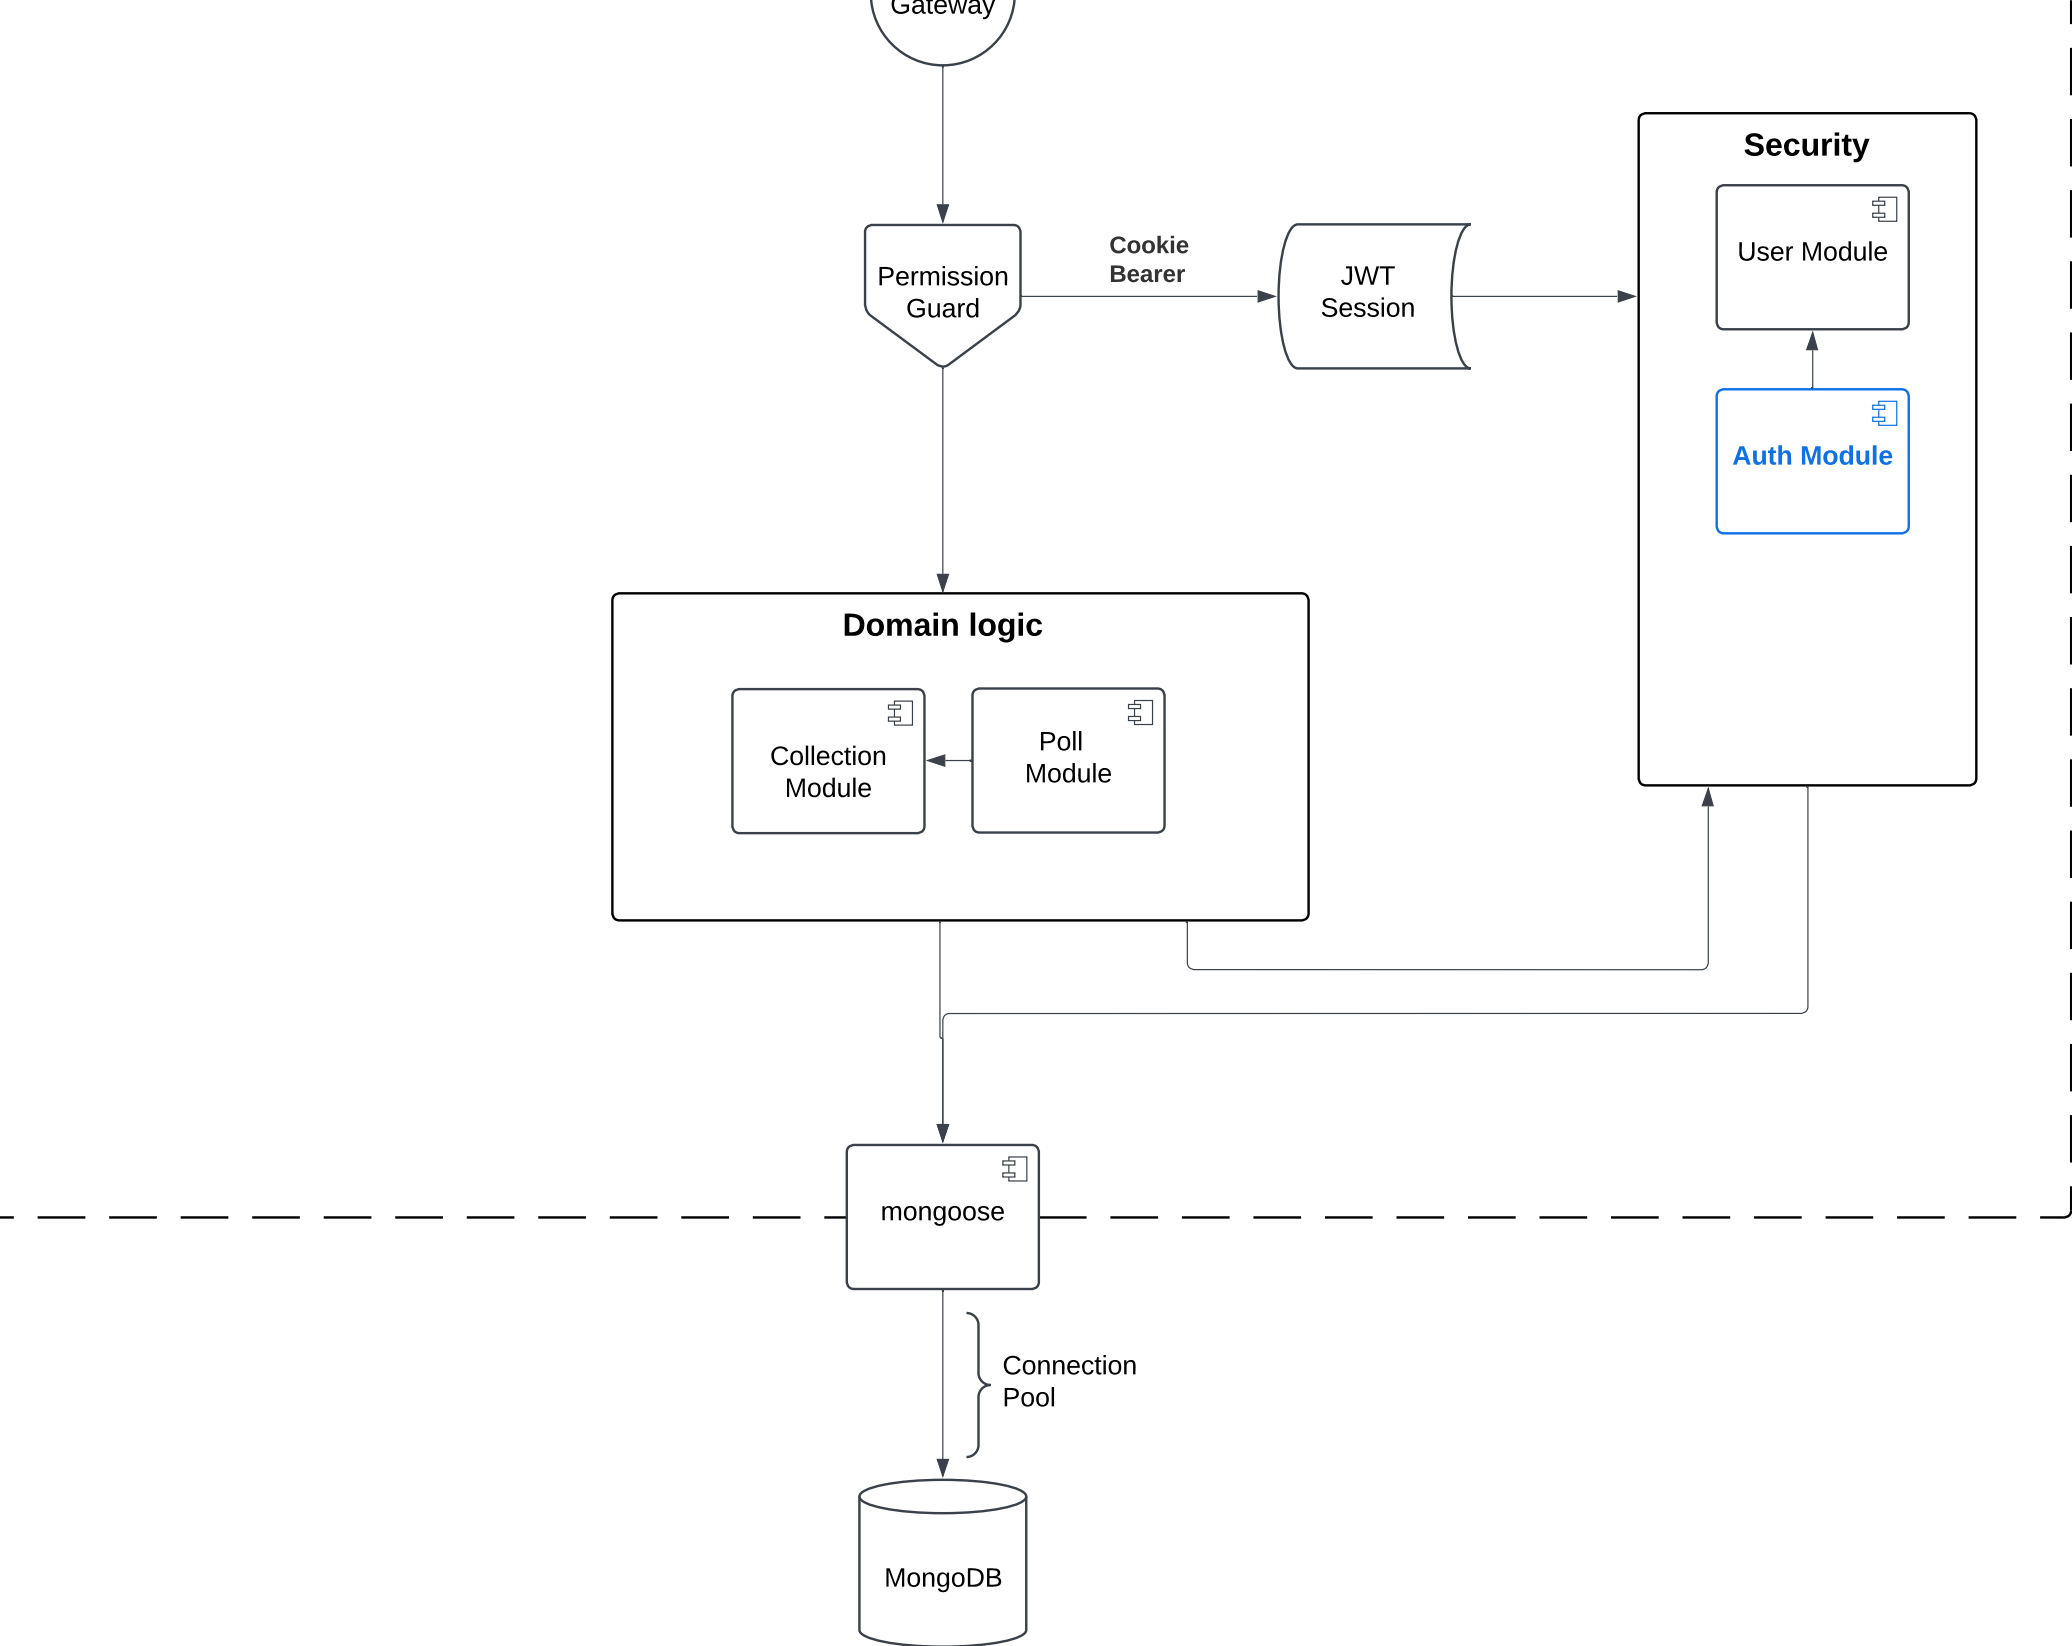 Gateway
Security
User Module
Permission
Guard
Cookie
Bearer
JWT
Session
Auth Module
Domain logic
Collection
Module
Poll
Module
mongoose
Connection
Pool
MongoDB